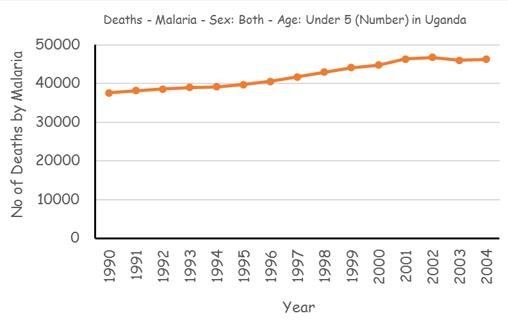 Deaths - Malaria - Sex: Both - Age: Under 5 (Number) in Uganda
No of Deaths by Malaria
50000
40000
30000
20000
10000
0
1990 1991 1992 1993 1994 1995 1996 1997 1998 1999 2000 2001 2002 2003 2004
Year